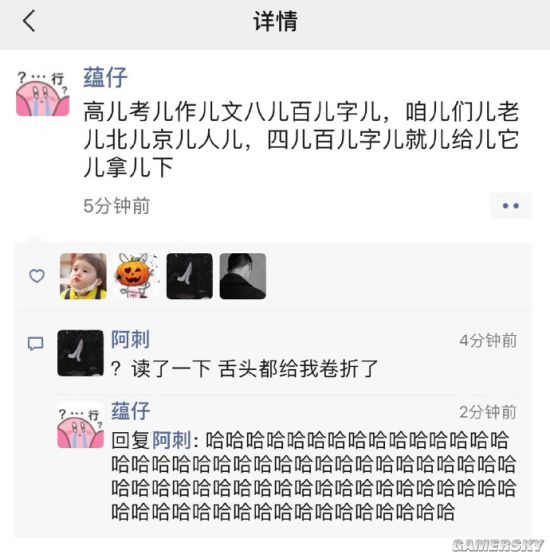 详情
?…行?
蕴仔
高儿考儿作儿文八儿百儿字儿，咱儿们儿老
儿北儿京儿人儿，四儿百儿字儿就儿给儿它
儿拿儿下
5分钟前
阿刺
4分钟前
？读了一下 舌头都给我卷折了
?…行?
蕴仔
2分钟前
回复阿刺: 哈哈哈哈哈哈哈哈哈哈哈哈哈哈哈
哈哈哈哈哈哈哈哈哈哈哈哈哈哈哈哈哈哈哈哈
哈哈哈哈哈哈哈哈哈哈哈哈哈哈哈哈哈哈哈哈
哈哈哈哈哈哈哈哈哈哈哈哈哈哈哈哈哈
GAMERSKY